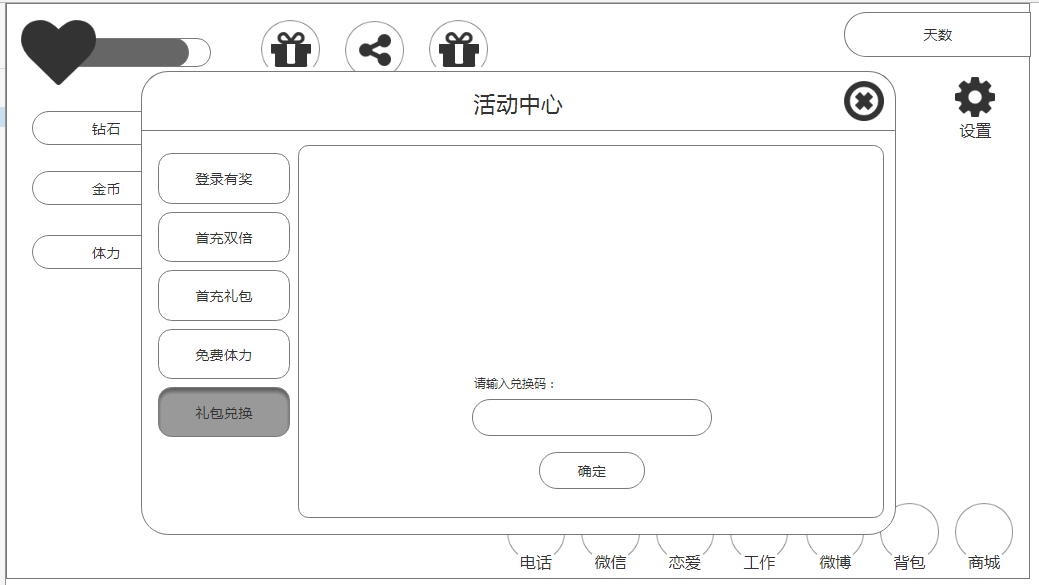 天数
活动中心
设置
钻石
金币
体力
登录有奖
首充双倍
首充礼包
免费体力
礼包兑换
请输入兑换码：
确定
电话
微信
恋爱
工作
微博
背包
商城